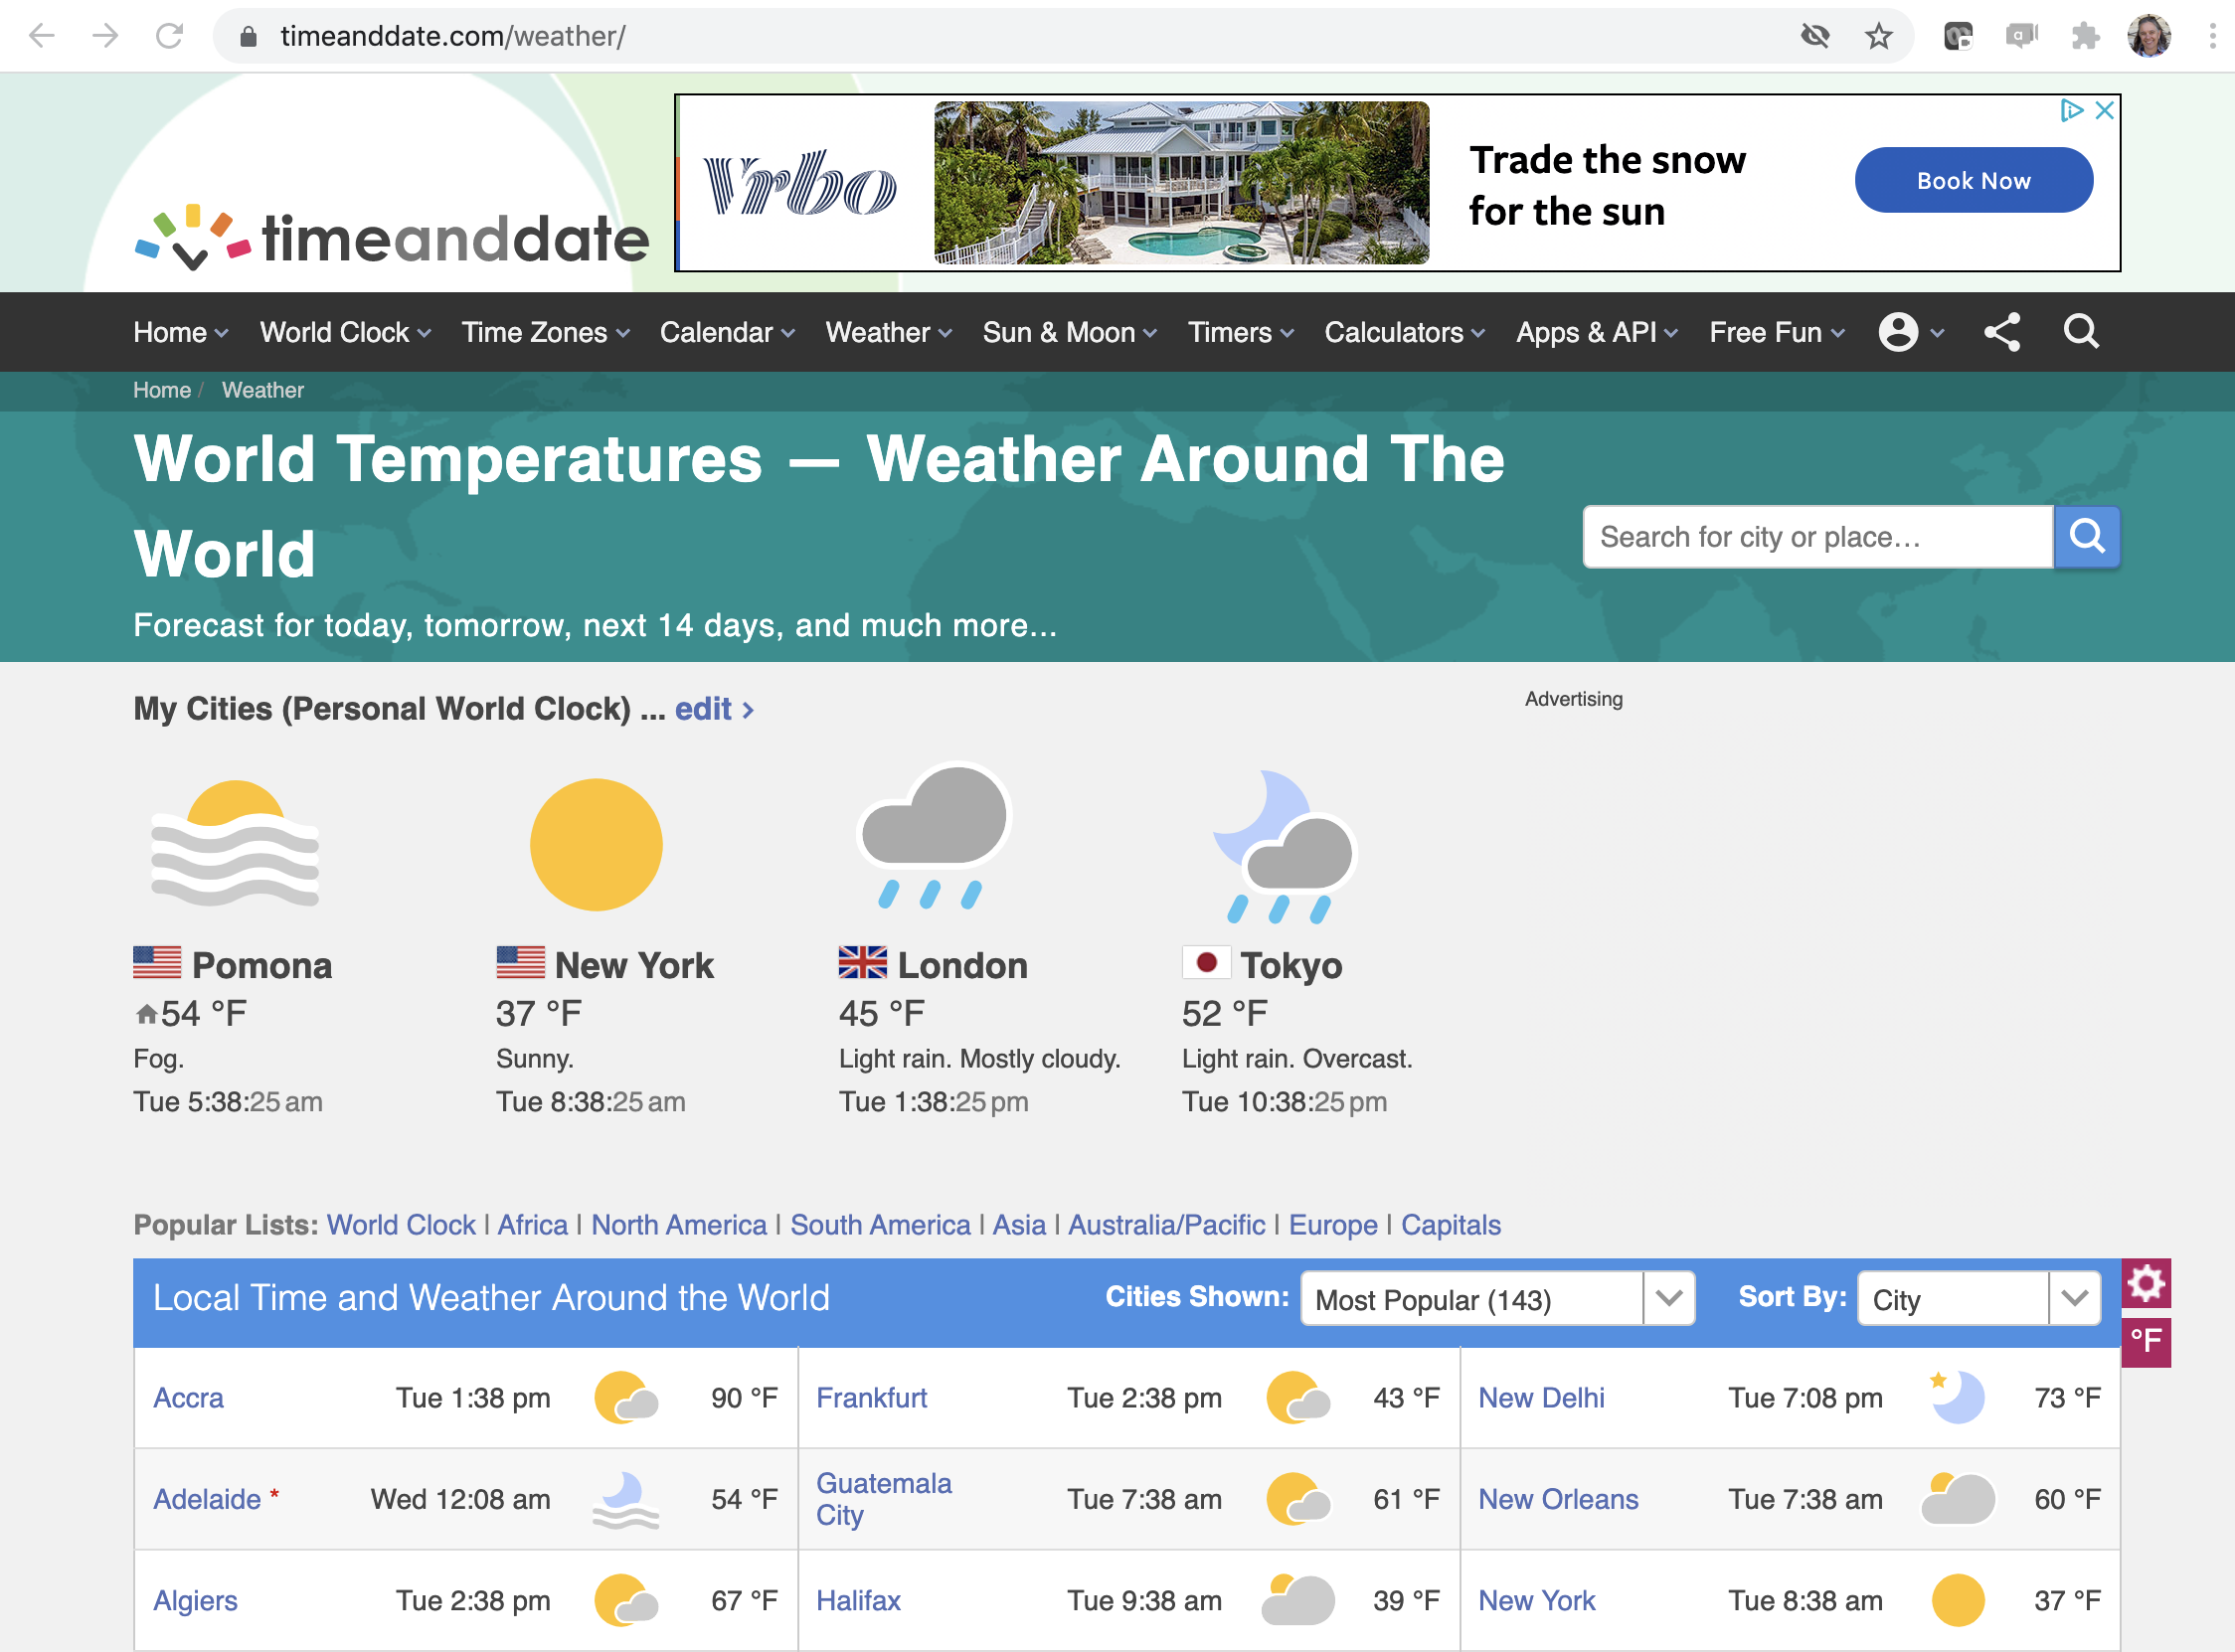 timeanddate.com/weather/
Vrbo
Trade the snow
for the sun
Book Now
timeanddate
Home World Clock Time Zones Calendar Weather Sun & Moon Timers Calculators Apps & API Free Fun
Home / Weather
World Temperatures — Weather Around The
World
Search for city or place…
Forecast for today, tomorrow, next 14 days, and much more...
My Cities (Personal World Clock) ... edit ›
Advertising
Pomona New York London Tokyo
54 °F 37 °F 45 °F 52 °F
Fog. Sunny. Light rain. Mostly cloudy. Light rain. Overcast.
Tue 5:38:25 am Tue 8:38:25 am Tue 1:38:25 pm Tue 10:38:25 pm
Popular Lists: World Clock | Africa | North America | South America | Asia | Australia/Pacific | Europe | Capitals
Local Time and Weather Around the World Cities Shown: Most Popular (143) Sort By: City
°F
Accra Tue 1:38 pm 90 °F Frankfurt Tue 2:38 pm 43 °F New Delhi Tue 7:08 pm 73 °F
Adelaide * Wed 12:08 am 54 °F Guatemala City Tue 7:38 am 61 °F New Orleans Tue 7:38 am 60 °F
Algiers Tue 2:38 pm 67 °F Halifax Tue 9:38 am 39 °F New York Tue 8:38 am 37 °F